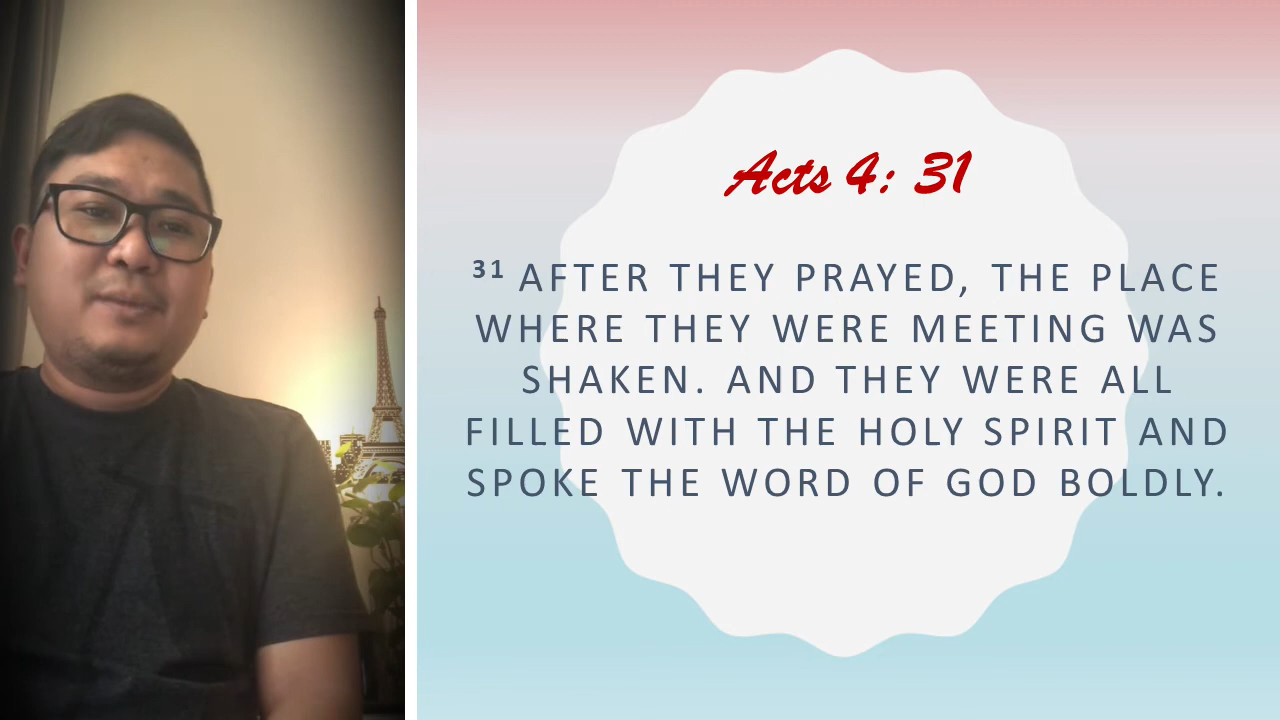 Acts 4: 31
31 AFTER THEY PRAYED, THE PLACE
WHERE THEY WERE MEETING WAS
SHAKEN. AND THEY WERE ALL
FILLED WITH THE HOLY SPIRIT AND
SPOKE THE WORD OF GOD BOLDLY.